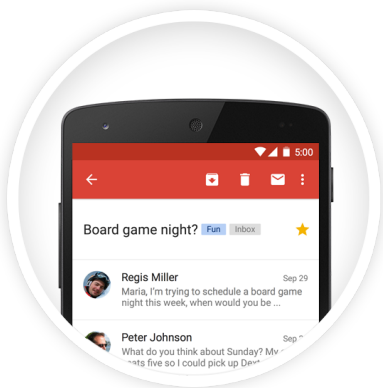 5:00
Board game night? Fun Inbox
Regis Miller Sep 29
Maria, I'm trying to schedule a board game
night this week, when would you be ...
Peter Johnson Sep
What do you think about Sunday? My
five so I could pick up